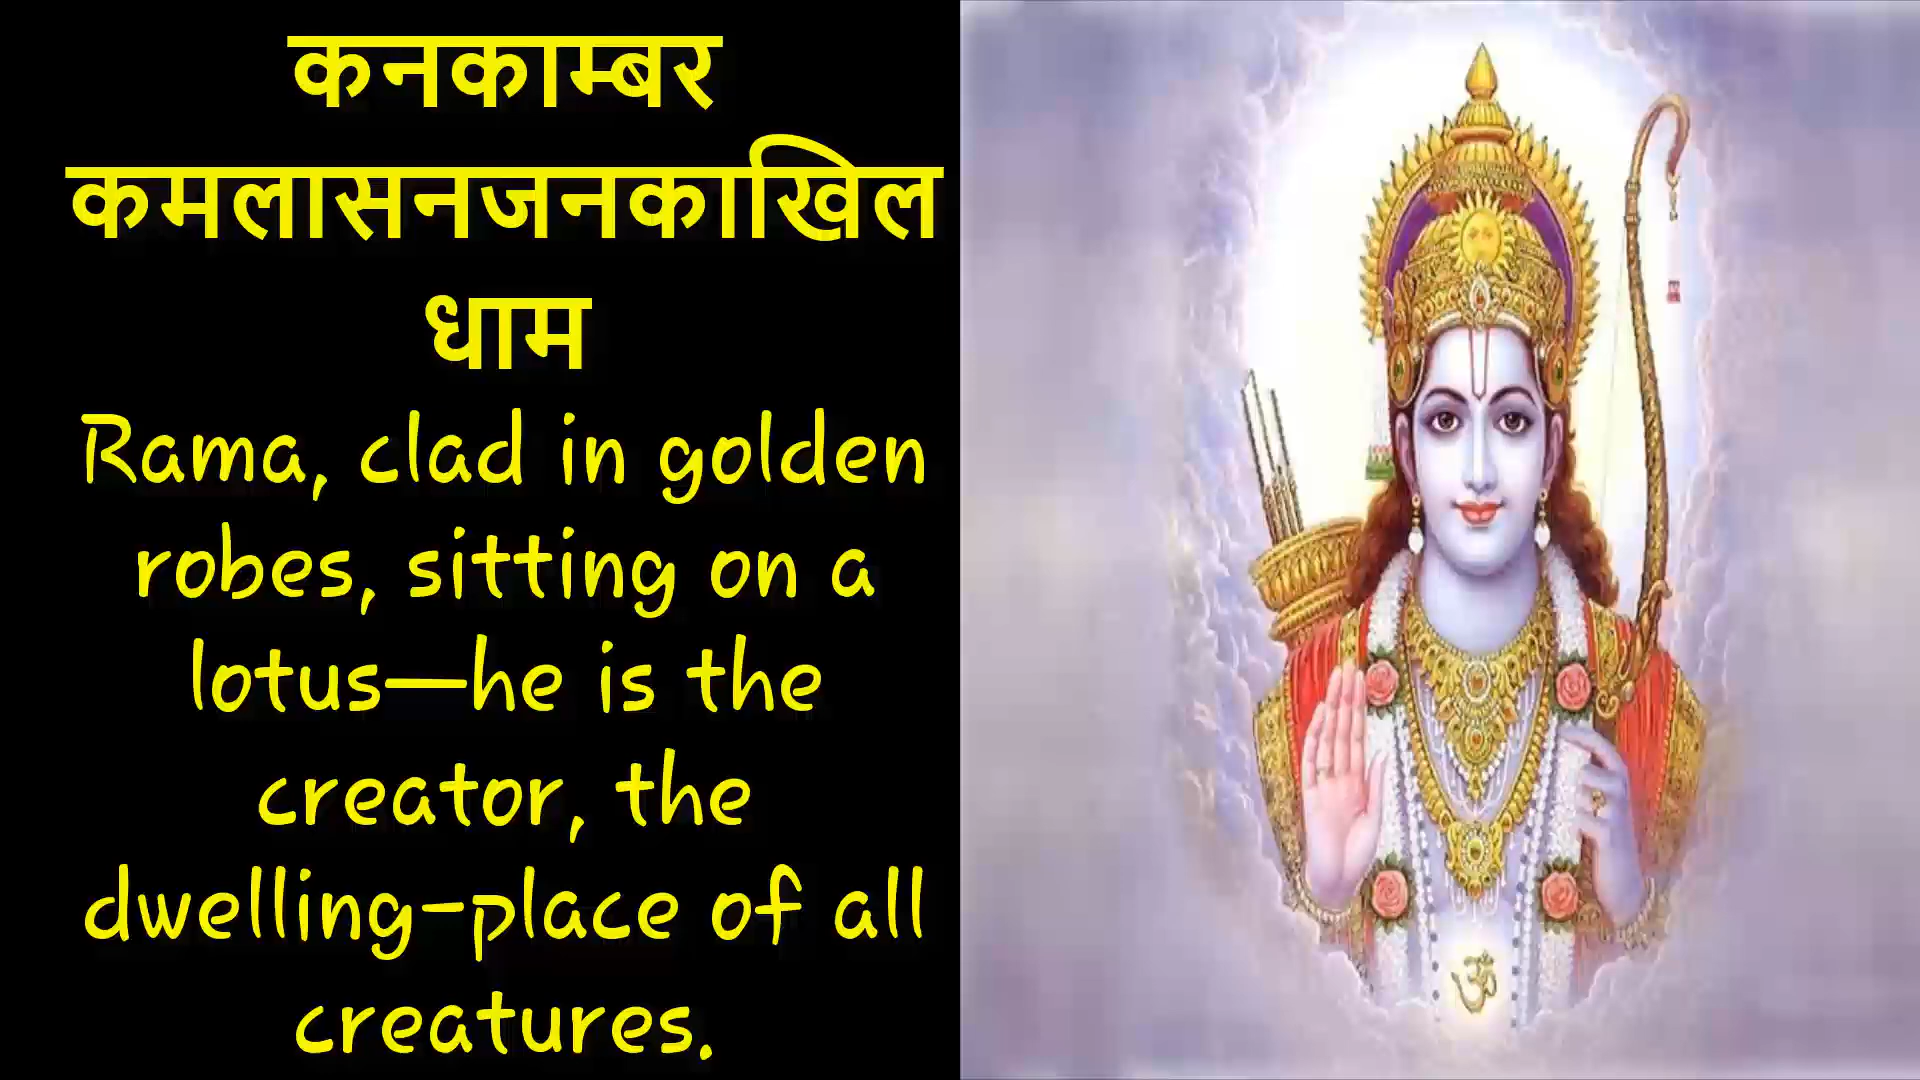 कनकाम्बर
कमलासनजनकाखिल
धाम
Rama, clad in golden
robes, sitting on a
lotus—he is the
creator, the
dwelling-place of all
creatures.
ॐ